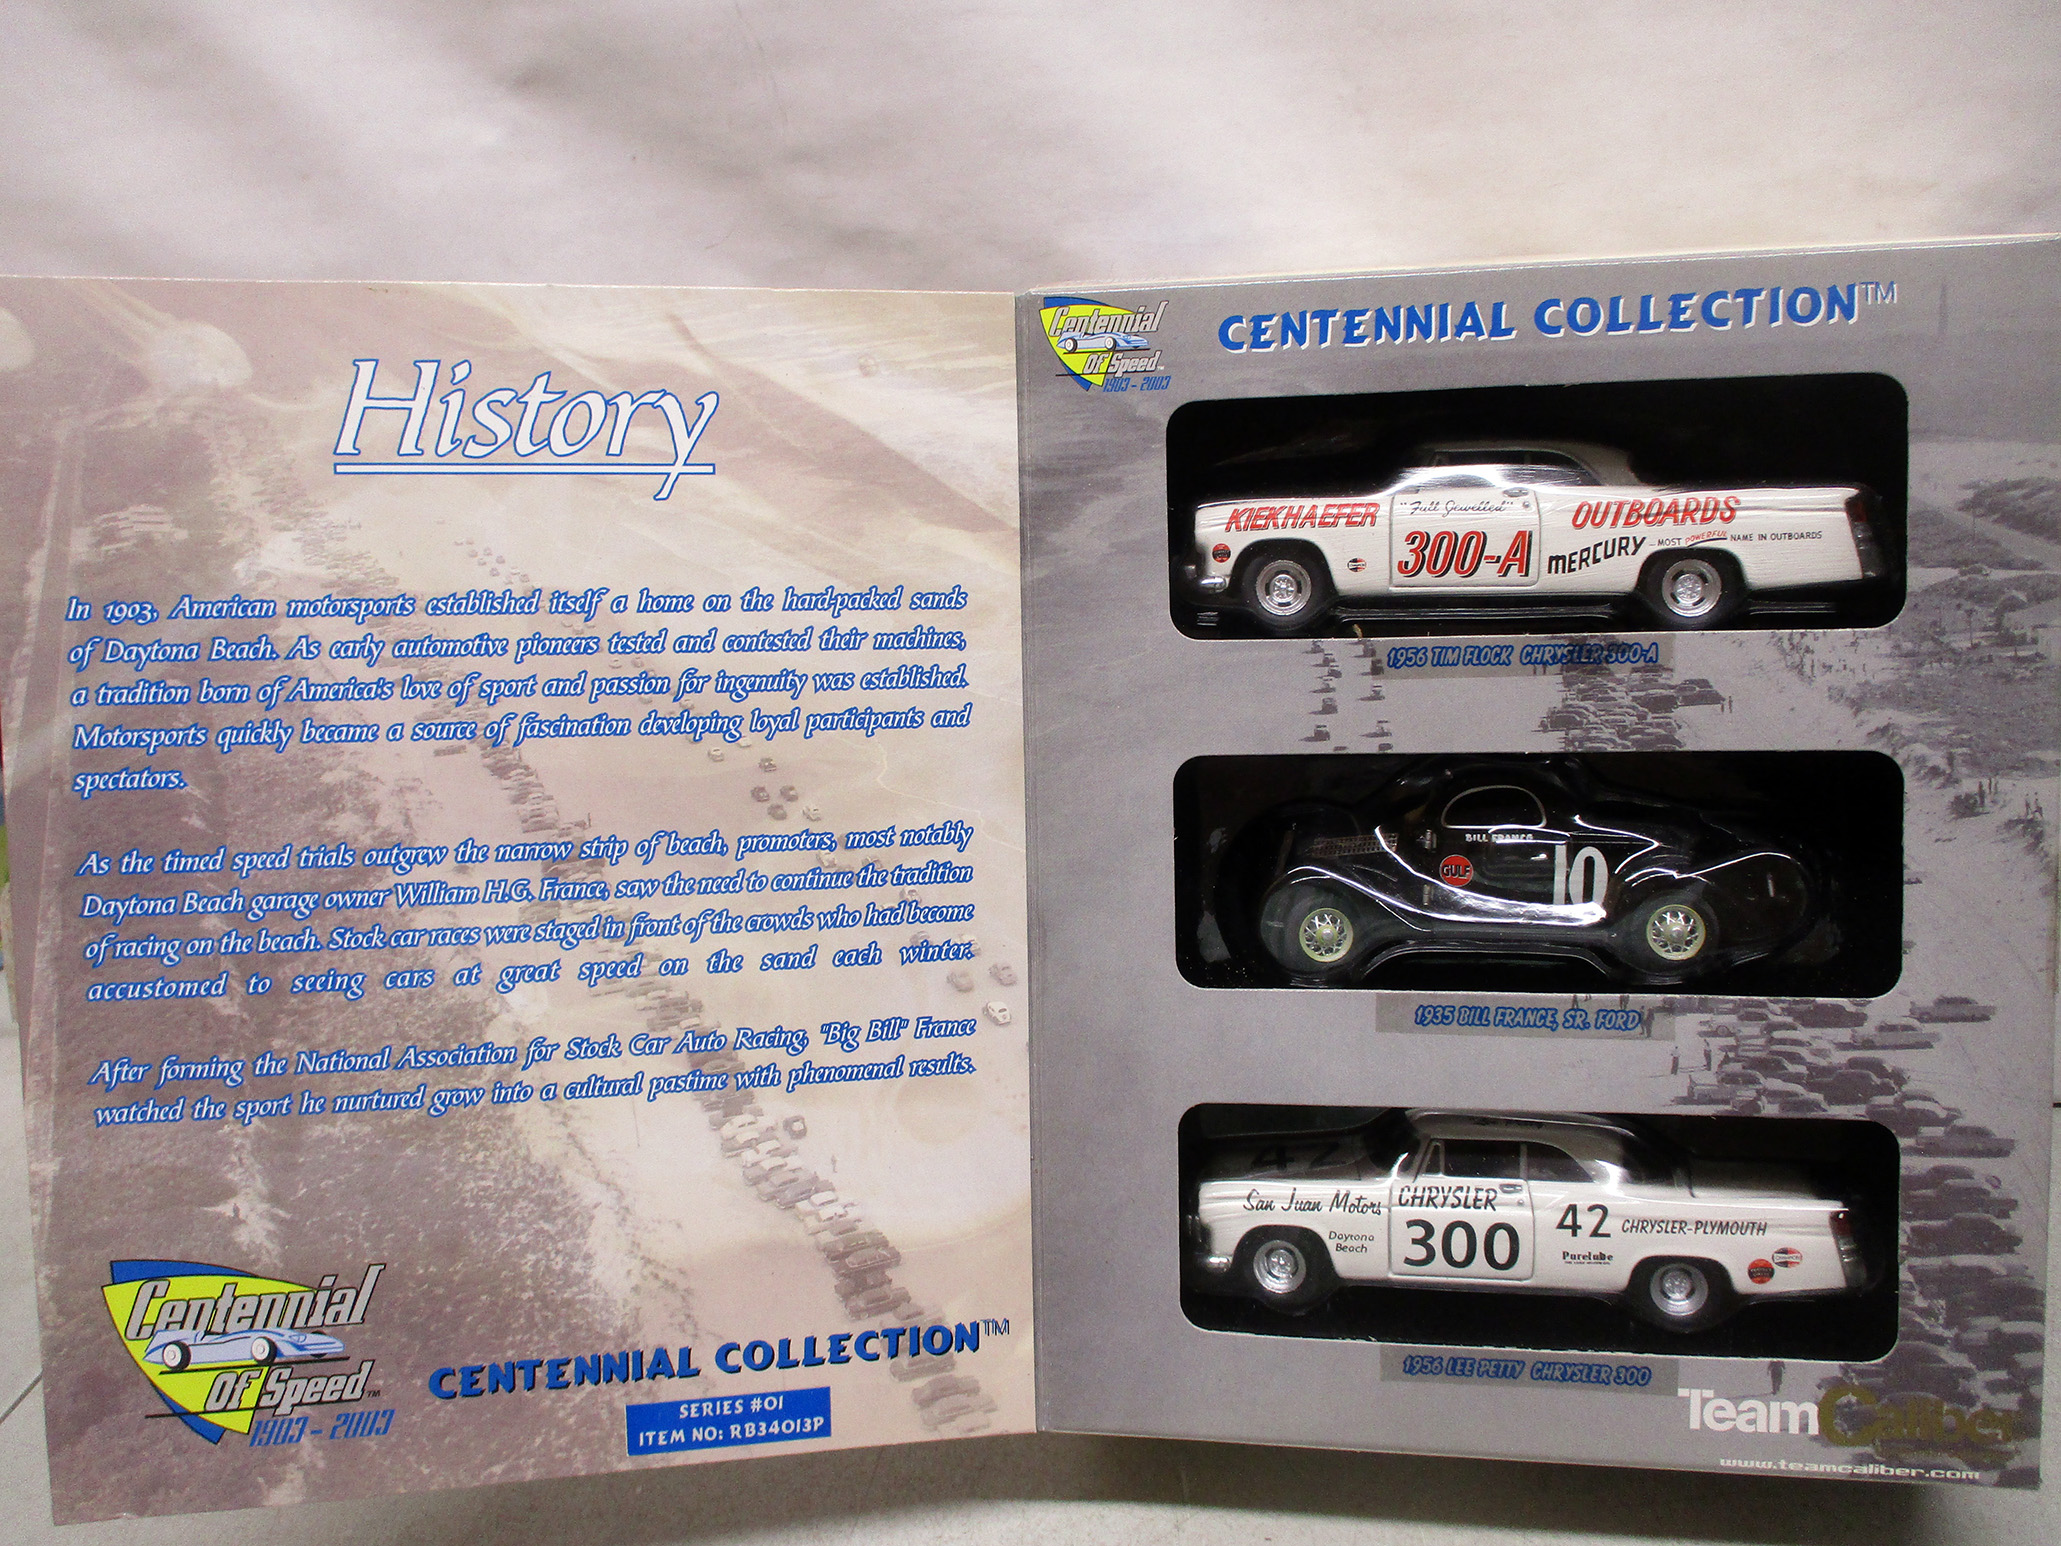 History
In 1903, American motorsports established itself a home on the hard-packed sands
of Daytona Beach. As early automotive pioneers tested and contested their machines,
a tradition born of America's love of sport and passion for ingenuity was established.
Motorsports quickly became a source of fascination developing loyal participants and
spectators.
As the timed speed trials outgrew the narrow strip of beach, promoters, most notably
Daytona Beach garage owner William H.G. France, saw the need to continue the tradition
of racing on the beach. Stock car races were staged in front of the crowds who had become
accustomed to seeing cars at great speed on the sand each winter.
After forming the National Association for Stock Car Auto Racing, "Big Bill" France
watched the sport he nurtured grow into a cultural pastime with phenomenal results.
Centennial
Of Speed™
1903 - 2003
CENTENNIAL COLLECTION™
SERIES #01
ITEM NO: RB34013P
Centennial
Of Speed™
1903 - 2003
CENTENNIAL COLLECTION™
KIEKHAEFER "Full Jewelled" OUTBOARDS
300-A MERCURY - MOST POWERFUL NAME IN OUTBOARDS
1956 TIM FLOCK CHRYSLER 300-A
BILL FRANCE
GULF 10
1935 BILL FRANCE, SR. FORD
42
San Juan Motors CHRYSLER
Daytona
Beach
300
42 CHRYSLER-PLYMOUTH
Purelube
1956 LEE PETTY CHRYSLER 300
TeamCaliber
www.teamcaliber.com